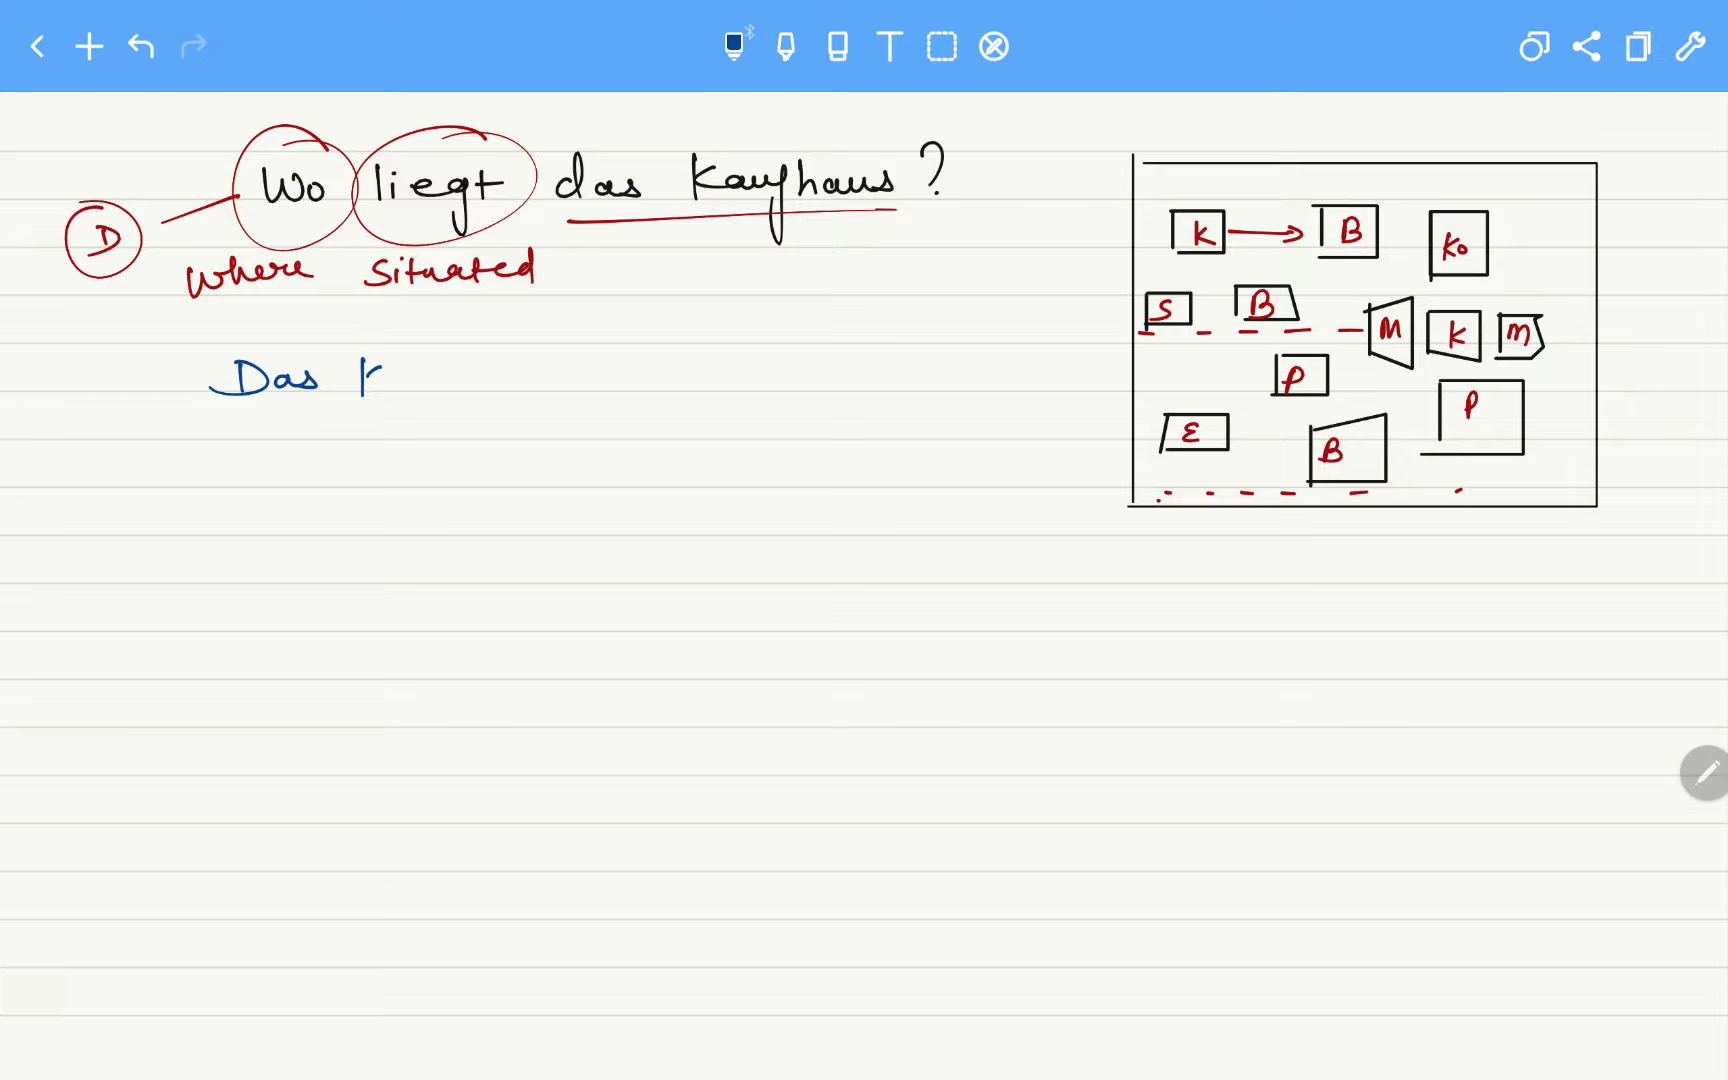 Wo liegt das Kaufhaus ?
D
where situated
Das K
K B Ko
S B M K M
P
E B P